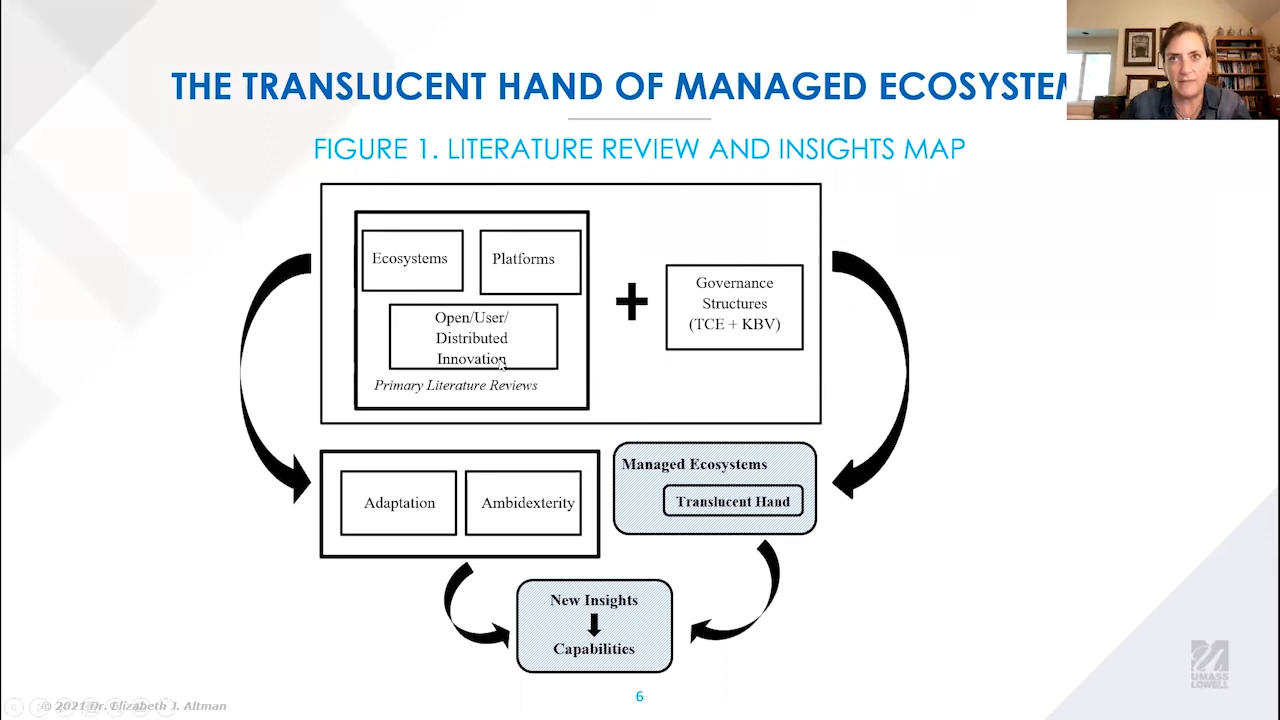 THE TRANSLUCENT HAND OF MANAGED ECOSYSTEM
FIGURE 1. LITERATURE REVIEW AND INSIGHTS MAP
Ecosystems
Platforms
Open/User/
Distributed
Innovation
Primary Literature Reviews
+
Governance
Structures
(TCE + KBV)
Adaptation
Ambidexterity
Managed Ecosystems
Translucent Hand
New Insights
Capabilities
6
© 2021 Dr. Elizabeth J. Altman
UMASS
LOWELL